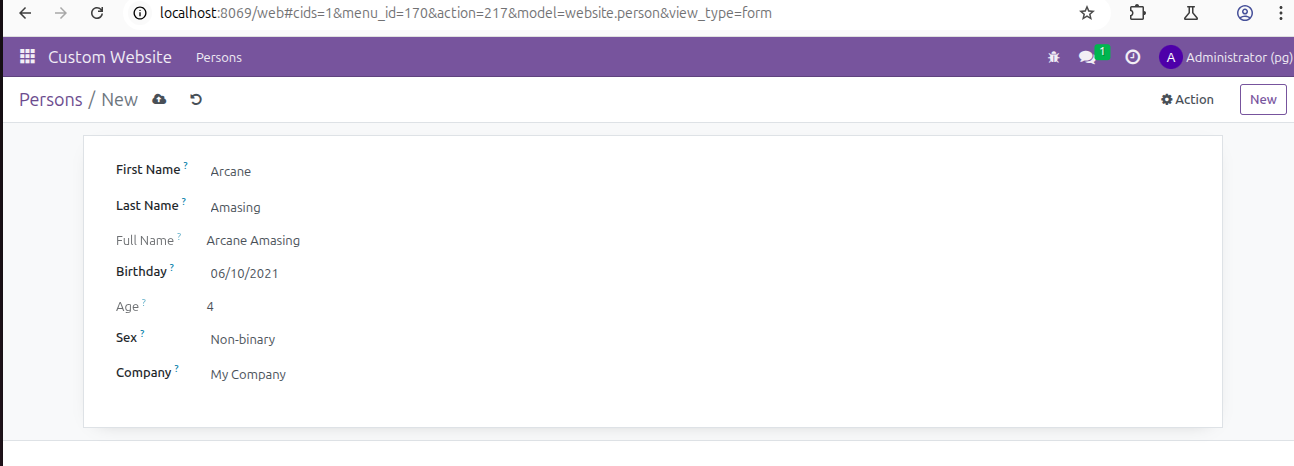 localhost:8069/web#cids=1&menu_id=170&action=217&model=website.person&view_type=form
Custom Website Persons 1 A Administrator (pg)
Persons / New Action New
First Name ? Arcane
Last Name ? Amasing
Full Name ? Arcane Amasing
Birthday ? 06/10/2021
Age ? 4
Sex ? Non-binary
Company ? My Company